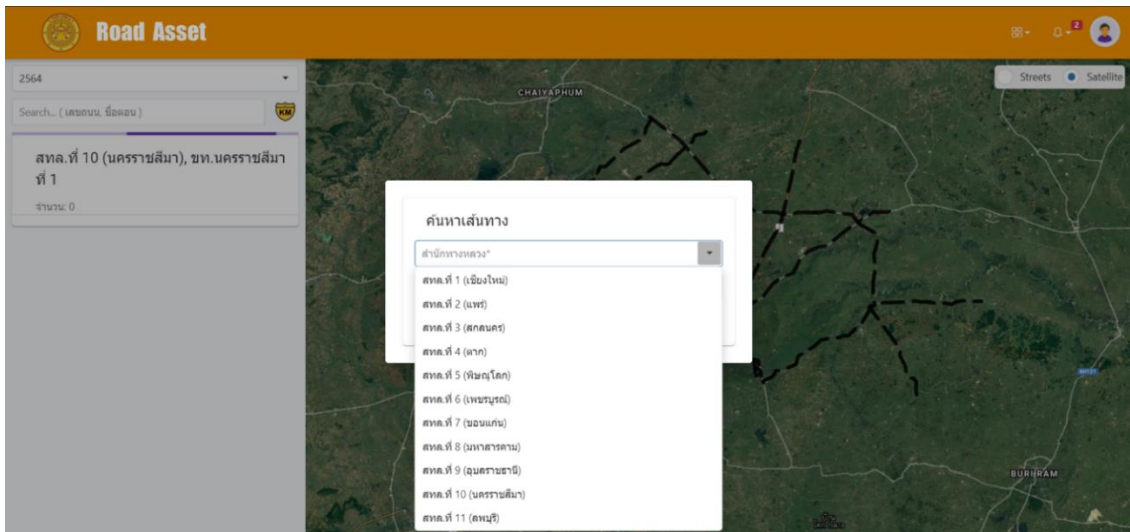 Road Asset
2
2564
Search... ( เลขถนน, ชื่อตอน )
KM
สทล.ที่ 10 (นครราชสีมา), ขท.นครราชสีมา
ที่ 1
จำนวน: 0
Streets
Satellite
CHAIYAPHUM
ค้นหาเส้นทาง
สำนักทางหลวง*
สทล.ที่ 1 (เชียงใหม่)
สทล.ที่ 2 (แพร่)
สทล.ที่ 3 (สกลนคร)
สทล.ที่ 4 (ตาก)
สทล.ที่ 5 (พิษณุโลก)
สทล.ที่ 6 (เพชรบูรณ์)
สทล.ที่ 7 (ขอนแก่น)
สทล.ที่ 8 (มหาสารคาม)
สทล.ที่ 9 (อุบลราชธานี)
สทล.ที่ 10 (นครราชสีมา)
สทล.ที่ 11 (ลพบุรี)
BURI RAM